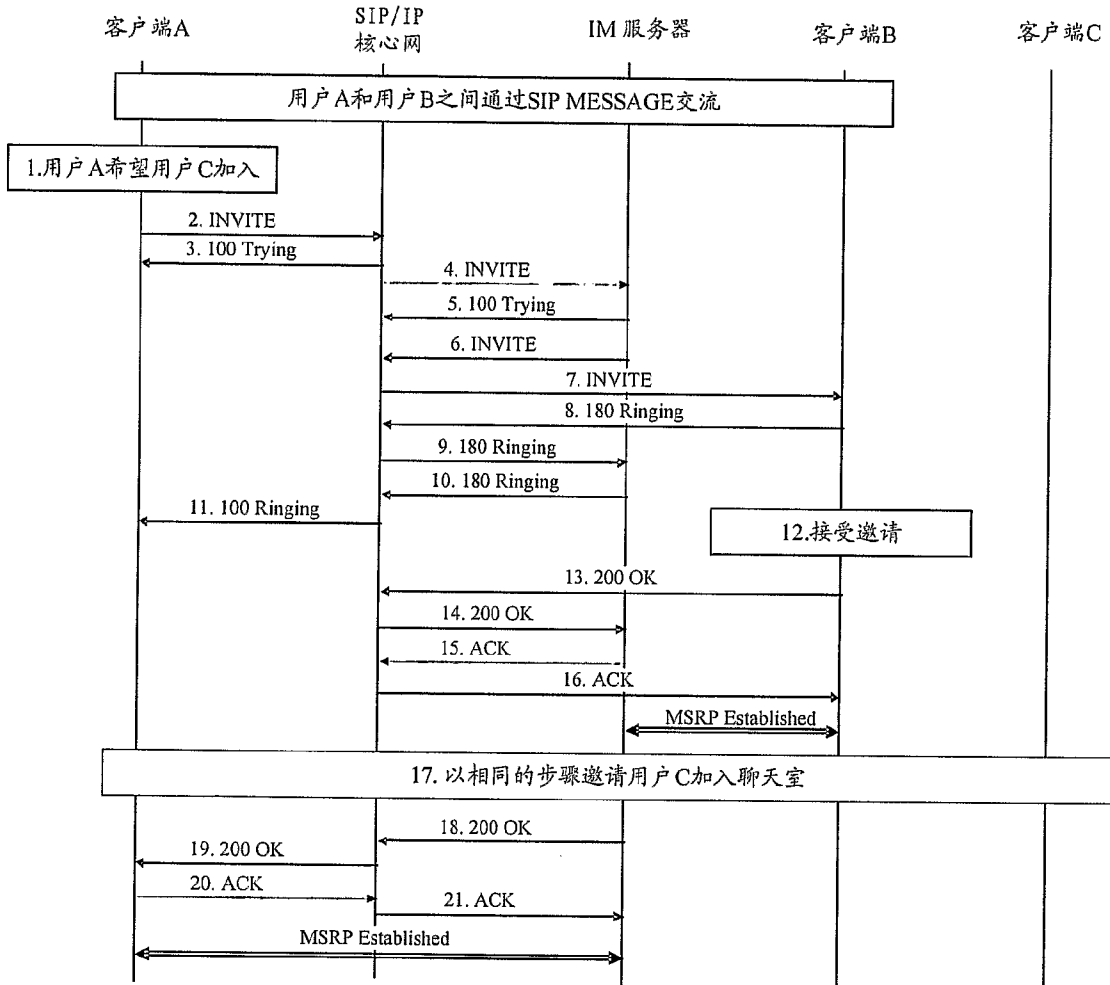 客户端A
SIP/IP
核心网
IM 服务器
客户端B
客户端C
用户A和用户B之间通过SIP MESSAGE交流
1.用户A希望用户C加入
2. INVITE
3. 100 Trying
4. INVITE
5. 100 Trying
6. INVITE
7. INVITE
8. 180 Ringing
9. 180 Ringing
10. 180 Ringing
11. 100 Ringing
12.接受邀请
13. 200 OK
14. 200 OK
15. ACK
16. ACK
MSRP Established
17. 以相同的步骤邀请用户C加入聊天室
18. 200 OK
19. 200 OK
20. ACK
21. ACK
MSRP Established